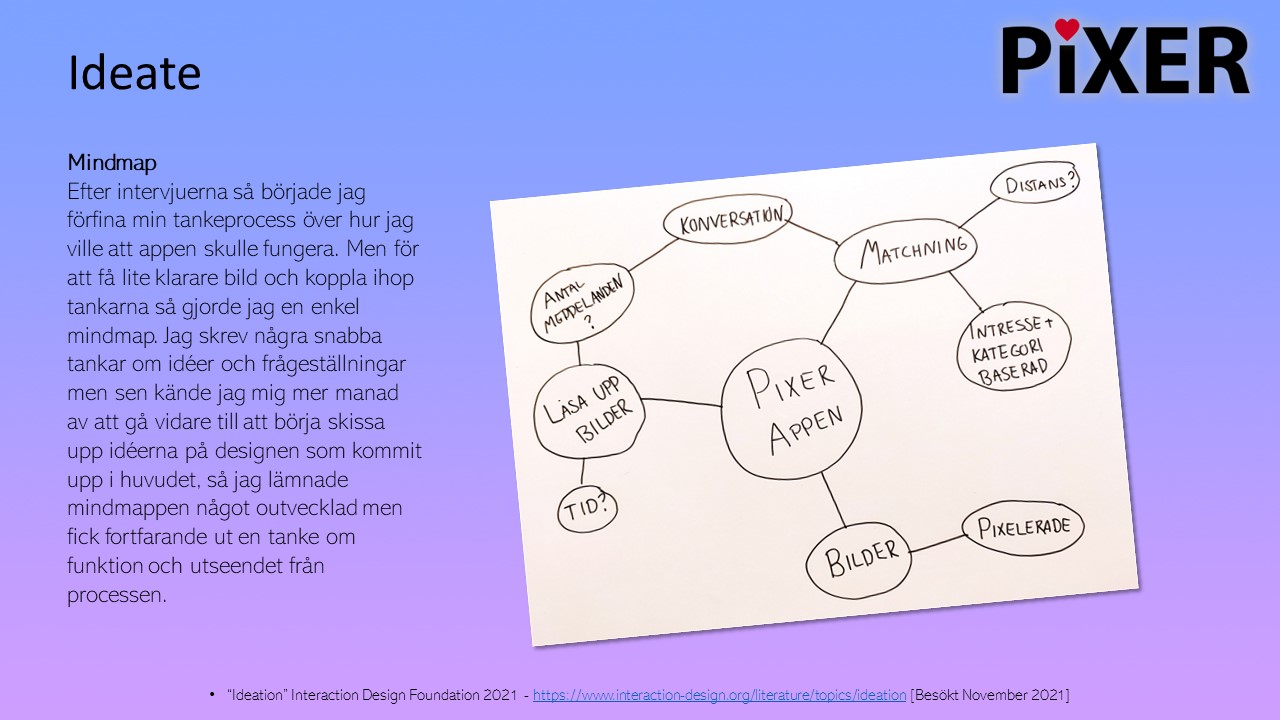 Ideate
PiXER
Mindmap
Efter intervjuerna så började jag
förfina min tankeprocess över hur jag
ville att appen skulle fungera. Men för
att få lite klarare bild och koppla ihop
tankarna så gjorde jag en enkel
mindmap. Jag skrev några snabba
tankar om idéer och frågeställningar
men sen kände jag mig mer manad
av att gå vidare till att börja skissa
upp idéerna på designen som kommit
upp i huvudet, så jag lämnade
mindmappen något outvecklad men
fick fortfarande ut en tanke om
funktion och utseendet från
processen.
DISTANS?
KONVERSATION
MATCHNING
ANTAL
MEDDELANDEN
?
INTRESSE+
KATEGORI
BASERAD
PIXER
APPEN
LÅSA UPP
BILDER
TID?
BILDER
PIXELERADE
• “Ideation” Interaction Design Foundation 2021 - https://www.interaction-design.org/literature/topics/ideation [Besökt November 2021]